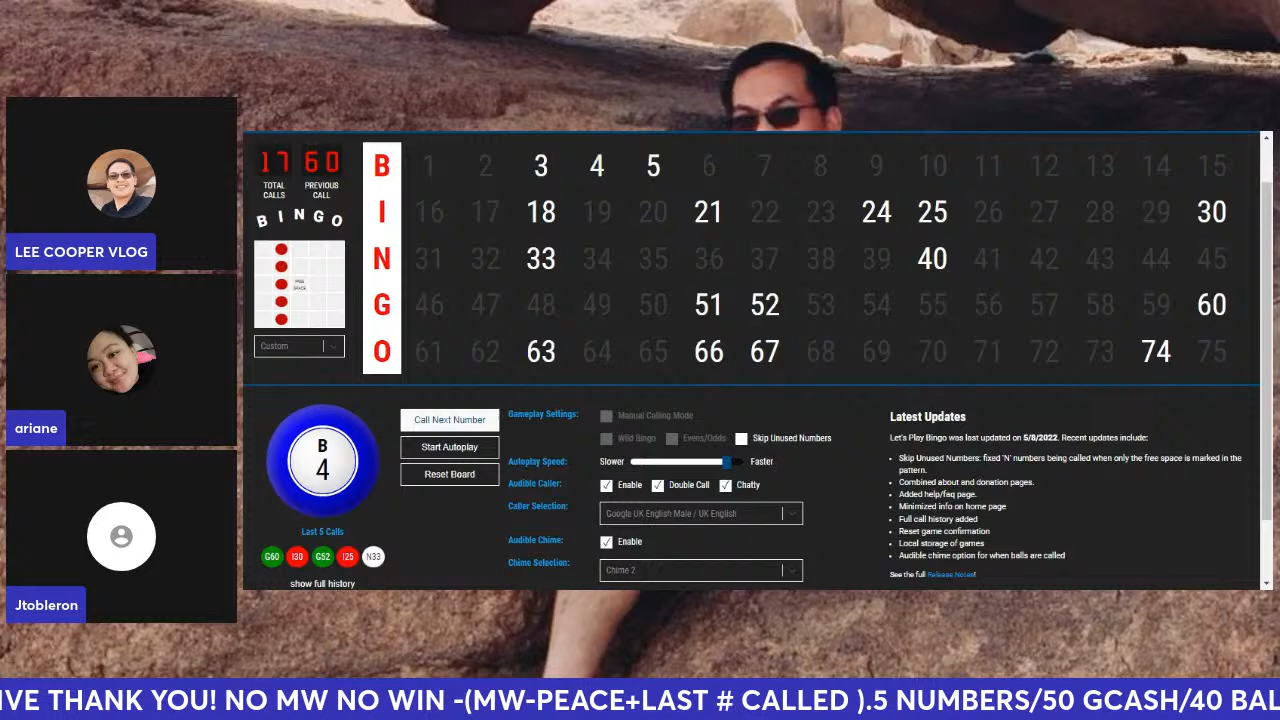 LEE COOPER VLOG
ariane
Jtobleron
17 60
TOTAL CALLS
PREVIOUS CALL
B I N G O
FREE SPACE
Custom
B 1 2 3 4 5 6 7 8 9 10 11 12 13 14 15
I 16 17 18 19 20 21 22 23 24 25 26 27 28 29 30
N 31 32 33 34 35 36 37 38 39 40 41 42 43 44 45
G 46 47 48 49 50 51 52 53 54 55 56 57 58 59 60
O 61 62 63 64 65 66 67 68 69 70 71 72 73 74 75
B
4
Last 5 Calls
G60 I30 G52 I25 N33
show full history
Call Next Number
Start Autoplay
Reset Board
Gameplay Settings:
Manual Calling Mode
Wild Bingo Evens/Odds Skip Unused Numbers
Autoplay Speed: Slower Faster
Audible Caller: Enable Double Call Chatty
Caller Selection: Google UK English Male / UK English
Audible Chime: Enable
Chime Selection: Chime 2
Latest Updates
Let's Play Bingo was last updated on 5/8/2022. Recent updates include:
Skip Unused Numbers: fixed 'N' numbers being called when only the free space is marked in the
pattern.
Combined about and donation pages.
Added help/faq page.
Minimized info on home page
Full call history added
Reset game confirmation
Local storage of games
Audible chime option for when balls are called
See the full Release Notes!
IVE THANK YOU! NO MW NO WIN -(MW-PEACE+LAST # CALLED ).5 NUMBERS/50 GCASH/40 BAL